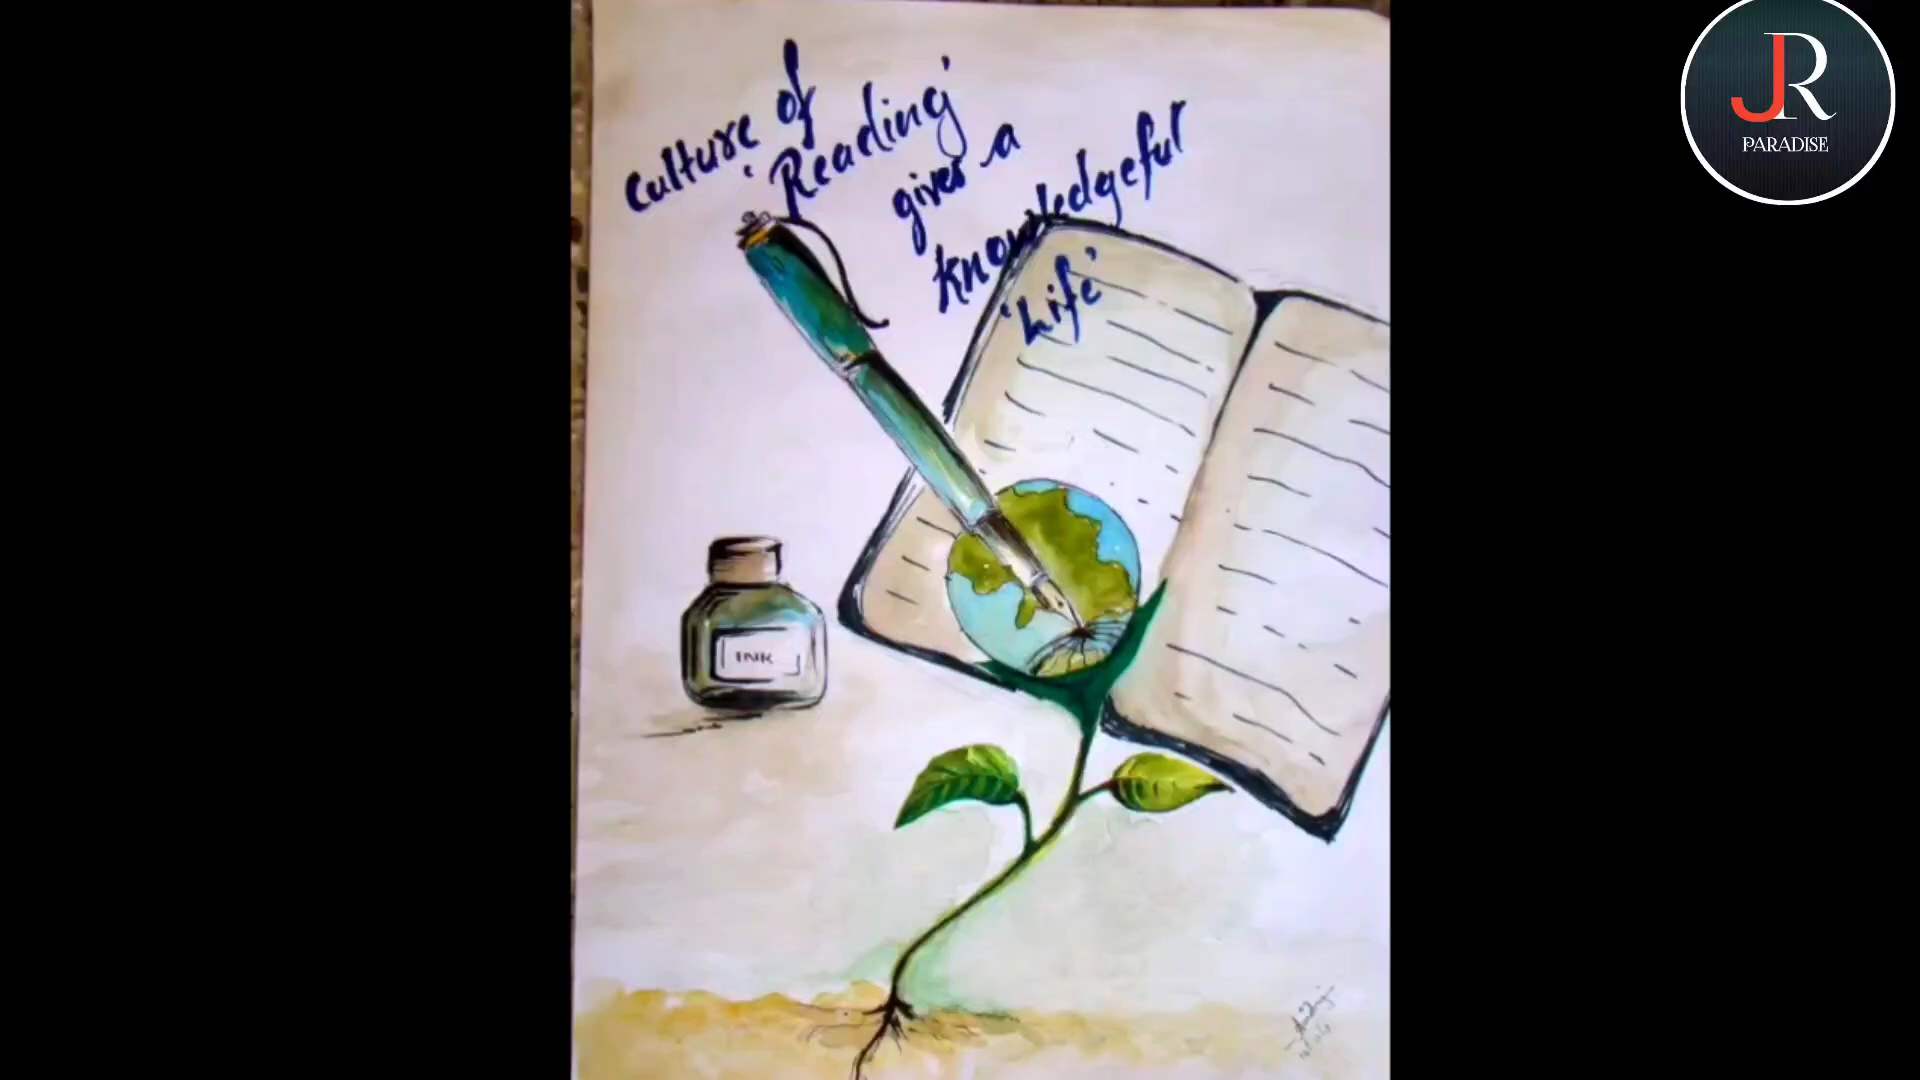 Culture of
'Reading'
gives a
knowledgeful
'Life'
INK
JR
PARADISE